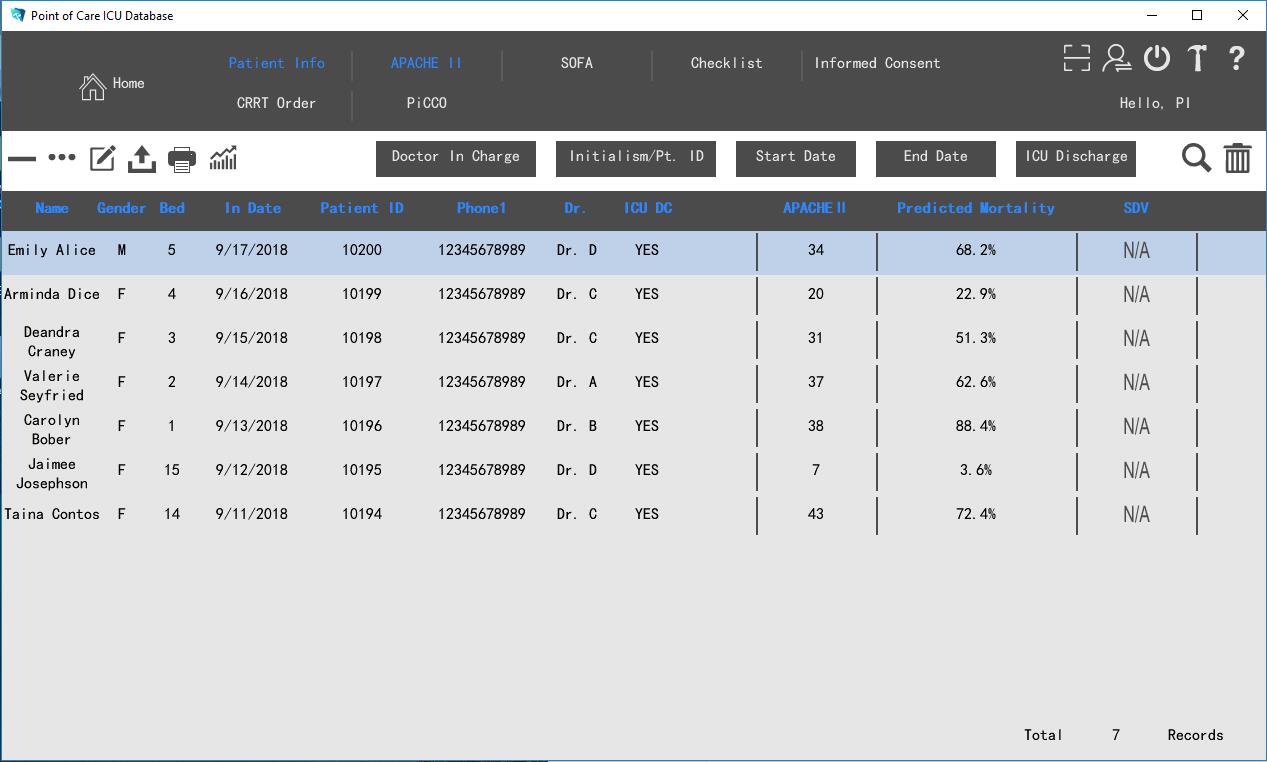 Point of Care ICU Database
Home
Patient Info APACHE II SOFA Checklist Informed Consent
CRRT Order PiCCO
Hello, PI
Doctor In Charge Initialism/Pt. ID Start Date End Date ICU Discharge
Name Gender Bed In Date Patient ID Phone1 Dr. ICU DC APACHEⅡ Predicted Mortality SDV
Emily Alice M 5 9/17/2018 10200 12345678989 Dr. D YES 34 68.2% N/A
Arminda Dice F 4 9/16/2018 10199 12345678989 Dr. C YES 20 22.9% N/A
Deandra
Craney F 3 9/15/2018 10198 12345678989 Dr. C YES 31 51.3% N/A
Valerie
Seyfried F 2 9/14/2018 10197 12345678989 Dr. A YES 37 62.6% N/A
Carolyn
Bober F 1 9/13/2018 10196 12345678989 Dr. B YES 38 88.4% N/A
Jaimee
Josephson F 15 9/12/2018 10195 12345678989 Dr. D YES 7 3.6% N/A
Taina Contos F 14 9/11/2018 10194 12345678989 Dr. C YES 43 72.4% N/A
Total 7 Records